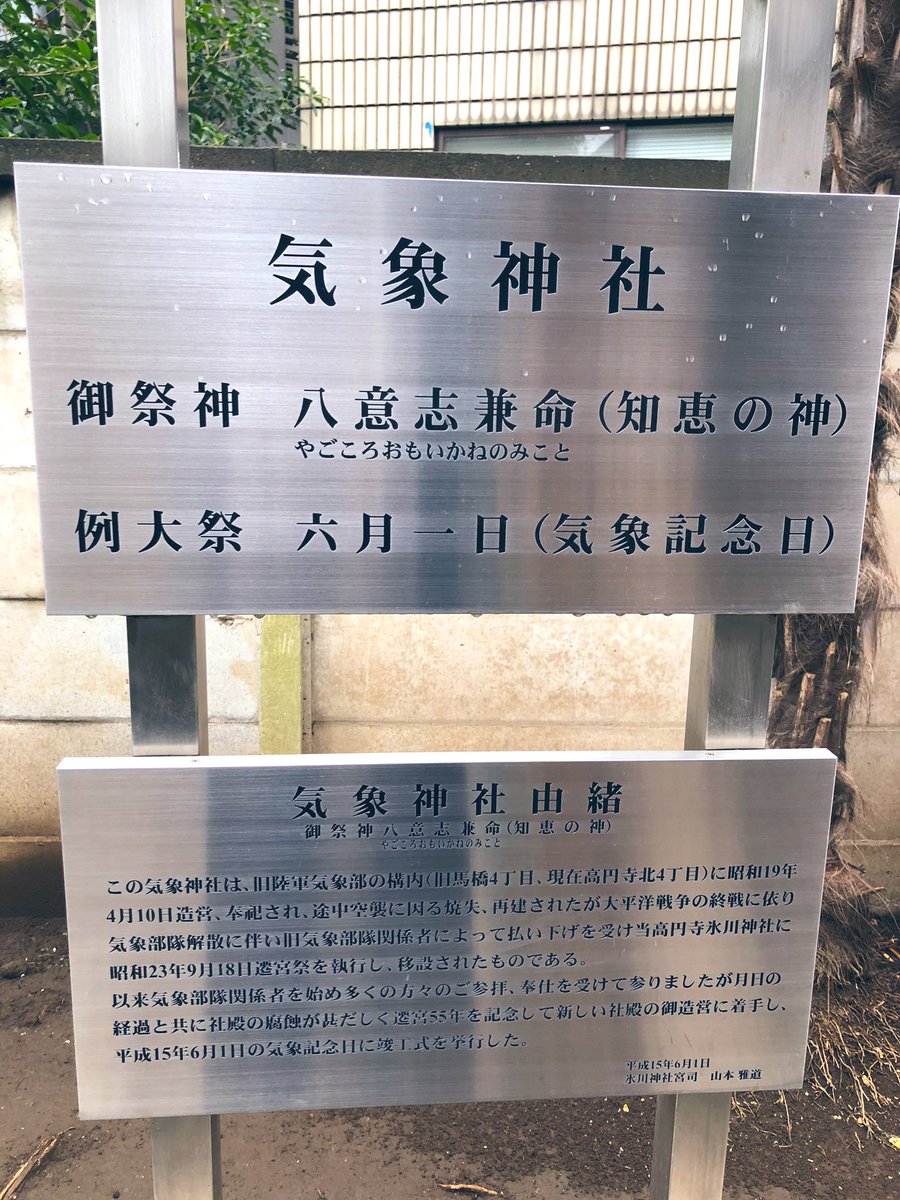 気象神社
御祭神 八意志兼命(知恵の神)
やごころおもいかねのみこと
例大祭 六月一日(気象記念日)
気象神社由緒
御祭神八意志兼命(知恵の神)
やごころおもいかねのみこと
この気象神社は、旧陸軍気象部の構内(旧馬橋4丁目、現在高円寺北4丁目)に昭和19年
4月10日造営、奉祀され、途中空襲に因る焼失、再建されたが太平洋戦争の終戦に依り
気象部隊解散に伴い旧気象部隊関係者によって払い下げを受け当高円寺氷川神社に
昭和23年9月18日遷宮祭を執行し、移設されたものである。
以来気象部隊関係者を始め多くの方々のご参拝、奉仕を受けて参りましたが月日の
経過と共に社殿の腐蝕が甚だしく遷宮55年を記念して新しい社殿の御造営に着手し、
平成15年6月1日の気象記念日に竣工式を挙行した。
平成15年6月1日
氷川神社宮司 山本 雅道